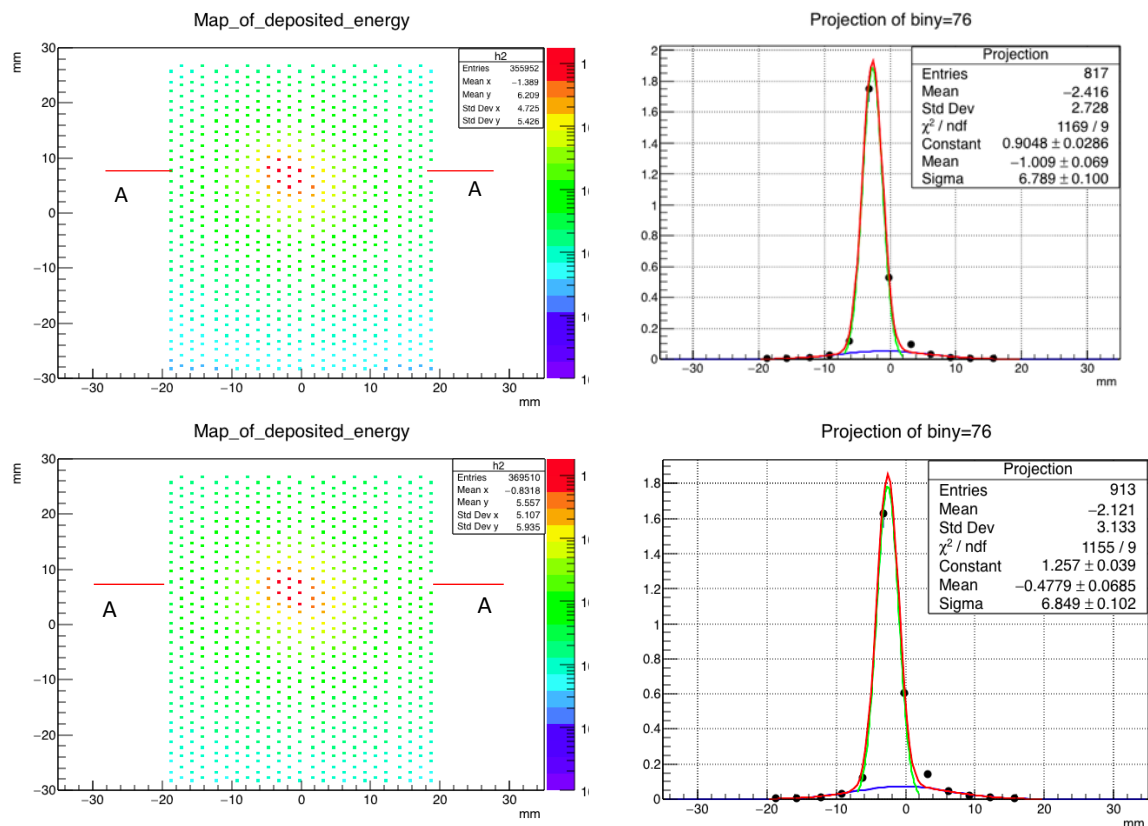 Map_of_deposited_energy
mm
30
20
10
0
−10
−20
−30
−30 −20 −10 0 10 20 30
mm
h2
Entries 355952
Mean x −1.389
Mean y 6.209
Std Dev x 4.725
Std Dev y 5.426
A
A
Projection of biny=76
2
1.8
1.6
1.4
1.2
1
0.8
0.6
0.4
0.2
0
−30 −20 −10 0 10 20 30
mm
Projection
Entries 817
Mean −2.416
Std Dev 2.728
χ² / ndf 1169 / 9
Constant 0.9048 ± 0.0286
Mean −1.009 ± 0.069
Sigma 6.789 ± 0.100
Map_of_deposited_energy
mm
30
20
10
0
−10
−20
−30
−30 −20 −10 0 10 20 30
mm
h2
Entries 369510
Mean x −0.8318
Mean y 5.557
Std Dev x 5.107
Std Dev y 5.935
A
A
Projection of biny=76
1.8
1.6
1.4
1.2
1
0.8
0.6
0.4
0.2
0
−30 −20 −10 0 10 20 30
mm
Projection
Entries 913
Mean −2.121
Std Dev 3.133
χ² / ndf 1155 / 9
Constant 1.257 ± 0.039
Mean −0.4779 ± 0.0685
Sigma 6.849 ± 0.102